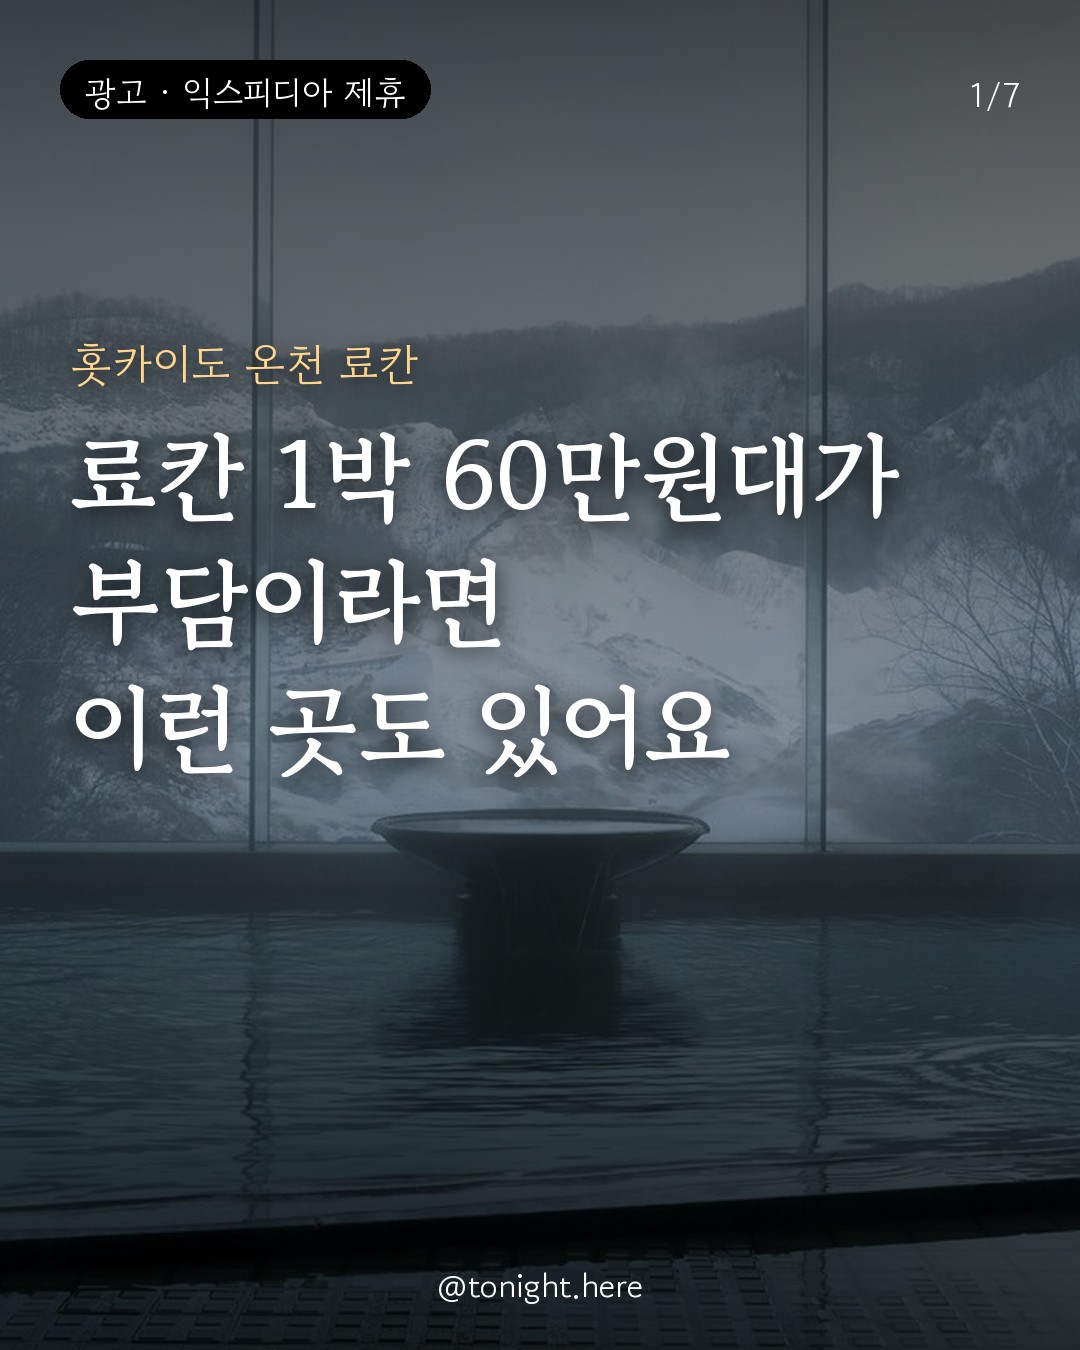 광고 · 익스피디아 제휴
1/7
홋카이도 온천 료칸
료칸 1박 60만원대가
부담이라면
이런 곳도 있어요
@tonight.here